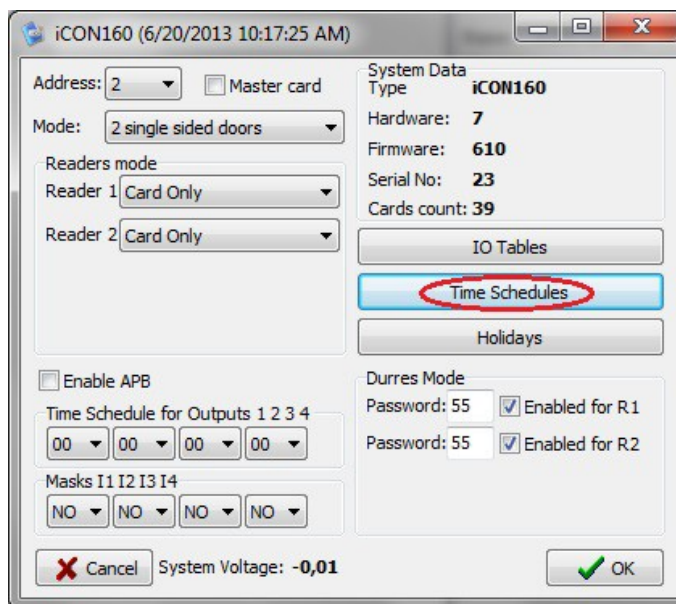 iCON160 (6/20/2013 10:17:25 AM)
Address: 2 Master card
Mode: 2 single sided doors
Readers mode
Reader 1 Card Only
Reader 2 Card Only
System Data
Type iCON160
Hardware: 7
Firmware: 610
Serial No: 23
Cards count: 39
IO Tables
Time Schedules
Holidays
Enable APB
Time Schedule for Outputs 1 2 3 4
00 00 00 00
Masks I1 I2 I3 I4
NO NO NO NO
Durres Mode
Password: 55 Enabled for R1
Password: 55 Enabled for R2
Cancel System Voltage: -0,01 OK